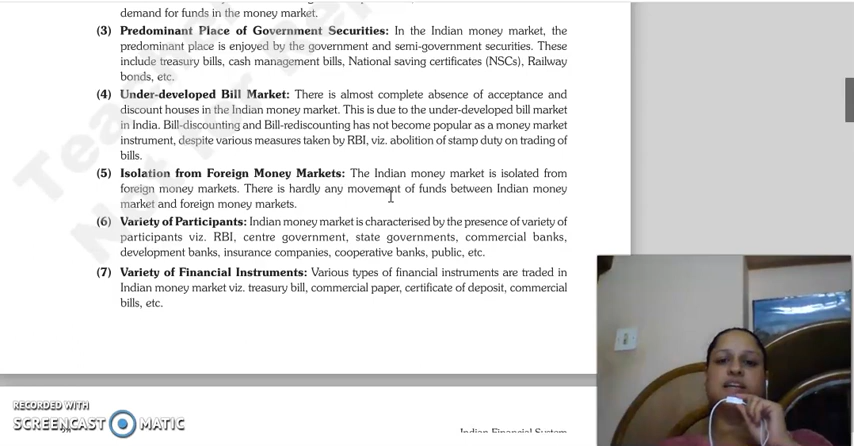 demand for funds in the money market.
(3) Predominant Place of Government Securities: In the Indian money market, the
predominant place is enjoyed by the government and semi-government securities. These
include treasury bills, cash management bills, National saving certificates (NSCs), Railway
bonds, etc.
(4) Under-developed Bill Market: There is almost complete absence of acceptance and
discount houses in the Indian money market. This is due to the under-developed bill market
in India. Bill-discounting and Bill-rediscounting has not become popular as a money market
instrument, despite various measures taken by RBI, viz. abolition of stamp duty on trading of
bills.
(5) Isolation from Foreign Money Markets: The Indian money market is isolated from
foreign money markets. There is hardly any movement of funds between Indian money
market and foreign money markets.
(6) Variety of Participants: Indian money market is characterised by the presence of variety of
participants viz. RBI, centre government, state governments, commercial banks,
development banks, insurance companies, cooperative banks, public, etc.
(7) Variety of Financial Instruments: Various types of financial instruments are traded in
Indian money market viz. treasury bill, commercial paper, certificate of deposit, commercial
bills, etc.
RECORDED WITH
SCREENCAST MATIC
Indian Financial System